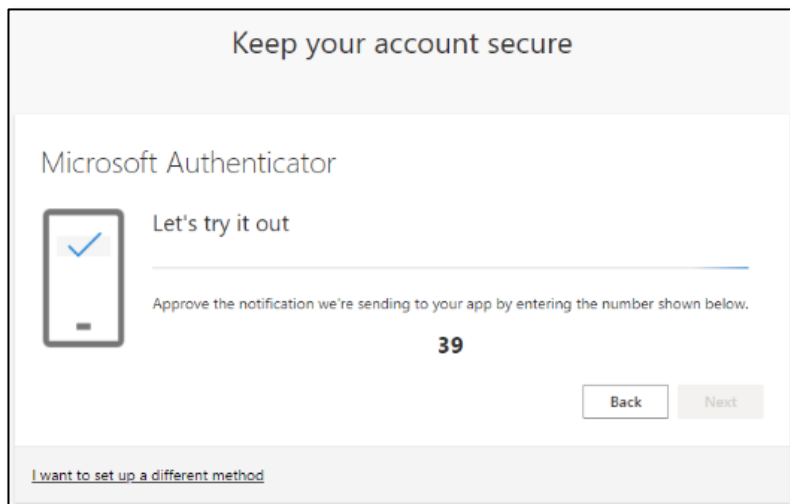 Keep your account secure
Microsoft Authenticator
Let's try it out
Approve the notification we're sending to your app by entering the number shown below.
39
Back Next
I want to set up a different method